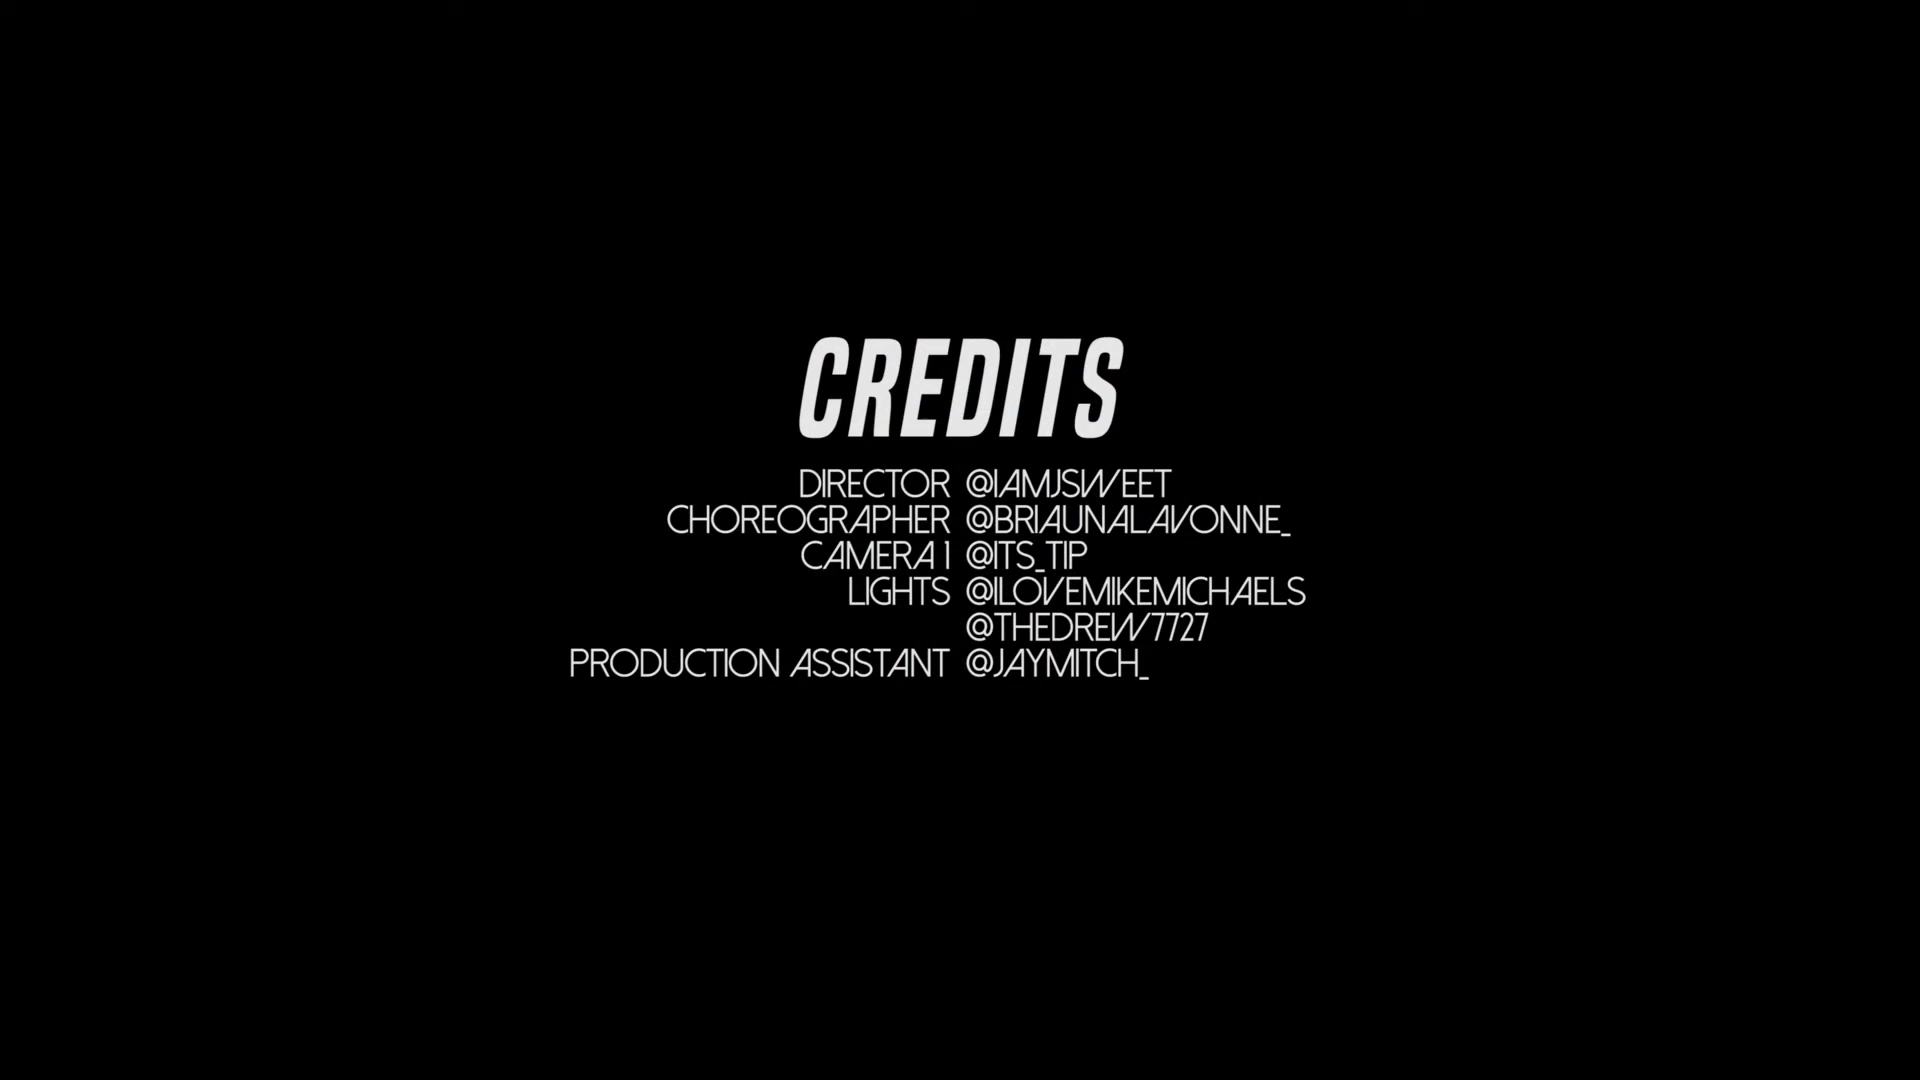 CREDITS
DIRECTOR @IAMJSWEET
CHOREOGRAPHER @BRIAUNALAVONNE_
CAMERA 1 @ITS_TIP
LIGHTS @ILOVEMIKEMICHAELS
@THEDREW7727
PRODUCTION ASSISTANT @JAYMITCH_